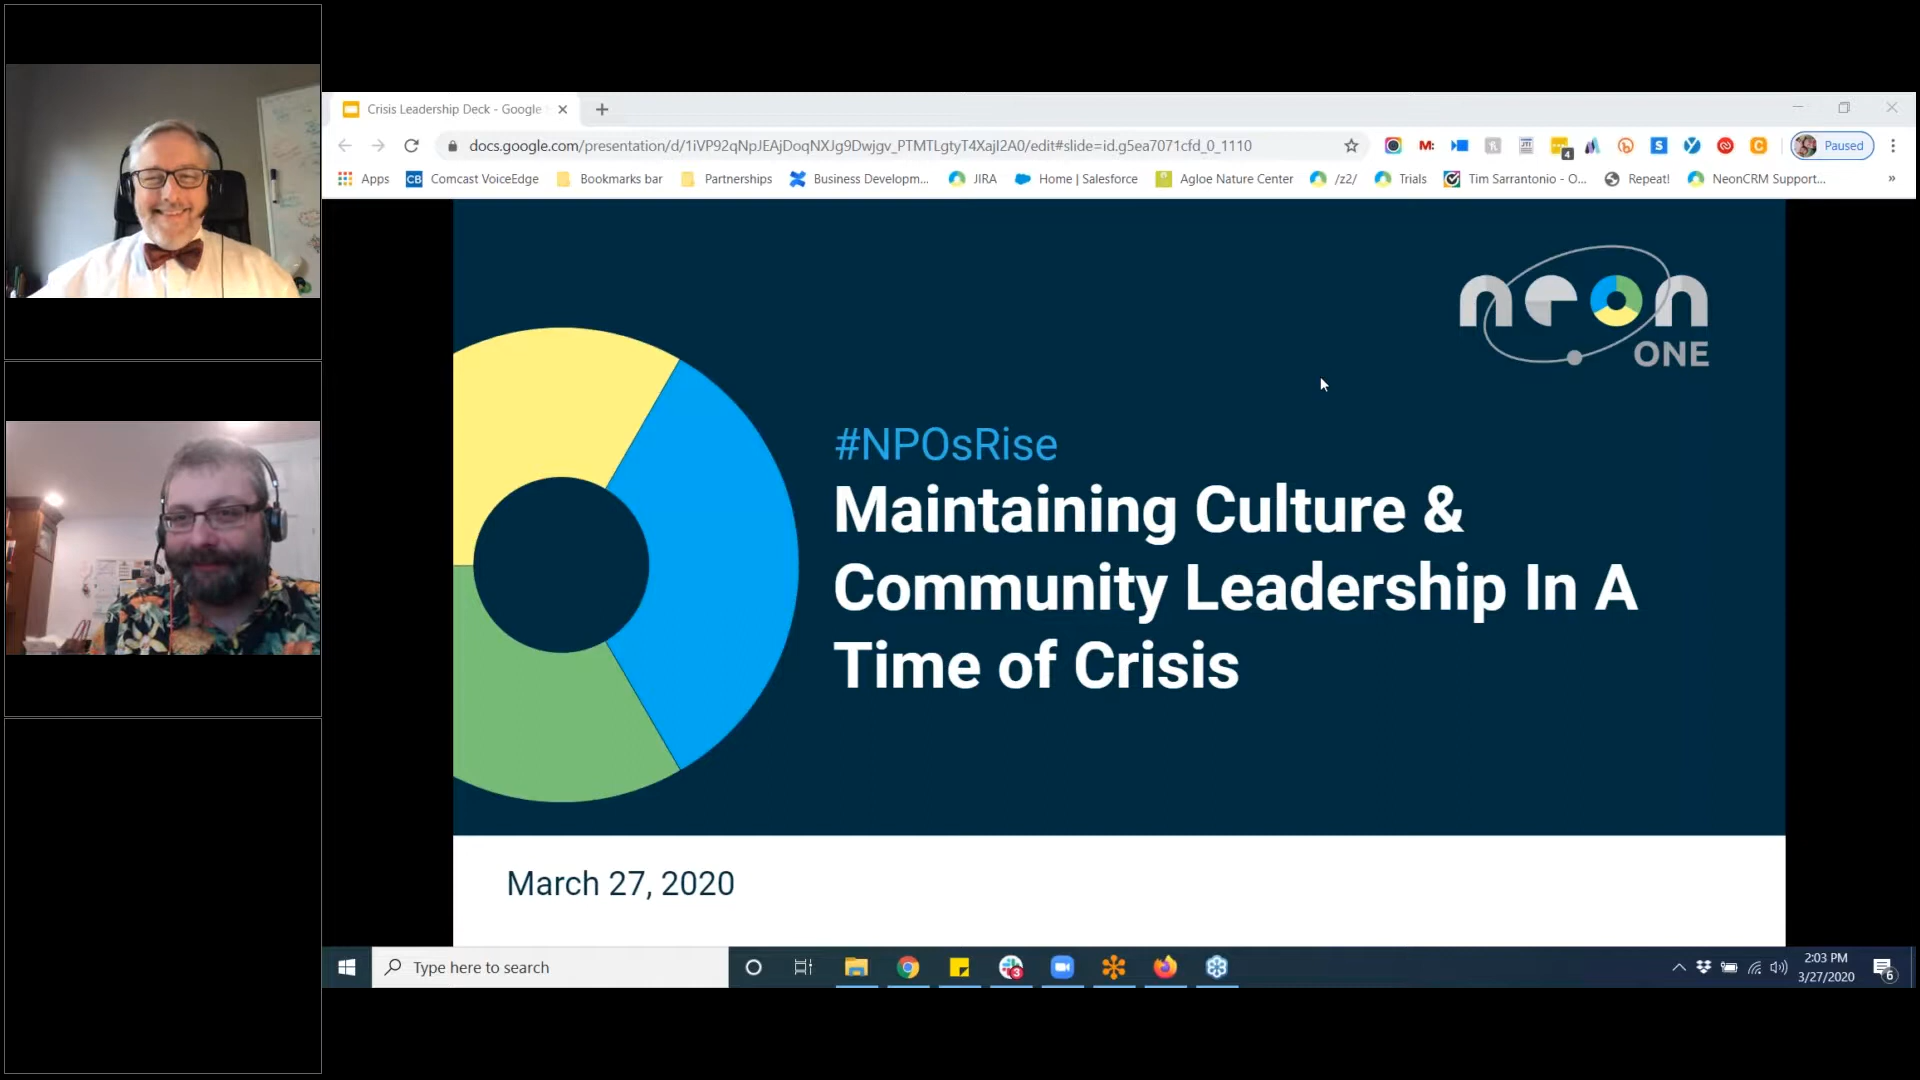 Crisis Leadership Deck - Google
docs.google.com/presentation/d/1iVP92qNpJEAjDoqNXJg9Dwjgv_PTMTLgtyT4XajI2A0/edit#slide=id.g5ea7071cfd_0_1110
Paused
Apps
CB
Comcast VoiceEdge
Bookmarks bar
Partnerships
Business Developm...
JIRA
Home | Salesforce
Agloe Nature Center
/z2/
Trials
Tim Sarrantonio - O...
Repeat!
NeonCRM Support...
»
neon
ONE
#NPOsRise
Maintaining Culture &
Community Leadership In A
Time of Crisis
March 27, 2020
Type here to search
3
2:03 PM
3/27/2020
6